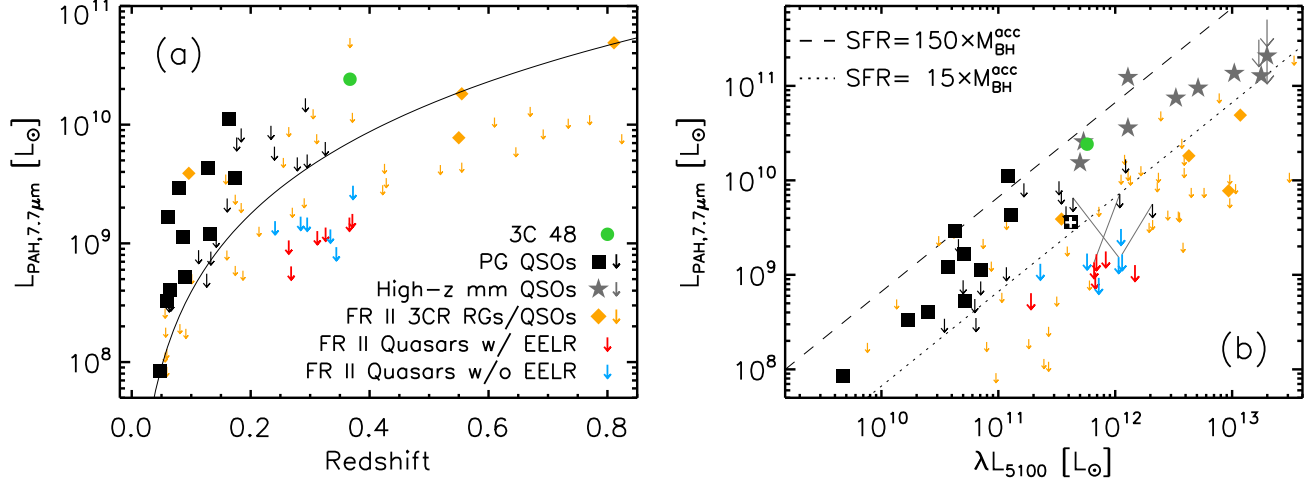 (a)
L_PAH,7.7μm [L_⊙]
10^11
10^10
10^9
10^8
3C 48
PG QSOs
High-z mm QSOs
FR II 3CR RGs/QSOs
FR II Quasars w/ EELR
FR II Quasars w/o EELR
0.0 0.2 0.4 0.6 0.8
Redshift
(b)
SFR=150×M_BH^acc
SFR= 15×M_BH^acc
L_PAH,7.7μm [L_⊙]
10^11
10^10
10^9
10^8
10^10 10^11 10^12 10^13
λL_5100 [L_⊙]